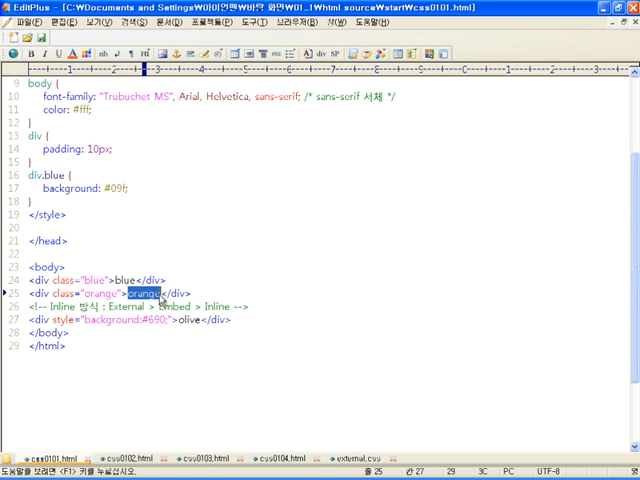 EditPlus - [C:₩Documents and Settings₩아이언맨₩바탕 화면₩01_1₩html source₩start₩css0101.html]
파일(F) 편집(E) 보기(V) 검색(S) 문서(D) 프로젝트(P) 도구(T) 브라우저(B) 창(W) 도움말(H)
9 body {
10 font-family: "Trubuchet MS", Arial, Helvetica, sans-serif; /* sans-serif 서체 */
11 color: #fff;
12 }
13 div {
14 padding: 10px;
15 }
16 div.blue {
17 background: #09f;
18 }
19 </style>
20
21 </head>
22
23 <body>
24 <div class="blue">blue</div>
25 <div class="orange">orange</div>
26 <!-- Inline 방식 : External > Embed > Inline -->
27 <div style="background:#690;">olive</div>
28 </body>
29 </html>
css0101.html css0102.html css0103.html css0104.html external.css
도움말을 보려면 <F1> 키를 누르십시오. 줄 25 칸 27 29 3C PC UTF-8